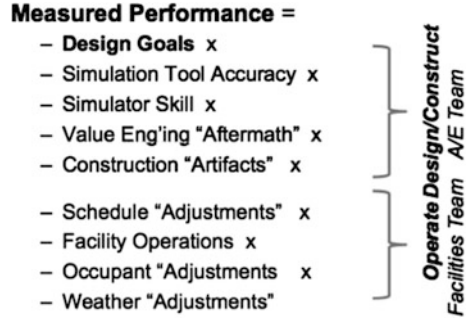 Measured Performance =
– Design Goals x
– Simulation Tool Accuracy x
– Simulator Skill x
– Value Eng'ing "Aftermath" x
– Construction "Artifacts" x
– Schedule "Adjustments" x
– Facility Operations x
– Occupant "Adjustments x
– Weather "Adjustments"
Operate Design/Construct
Facilities Team A/E Team